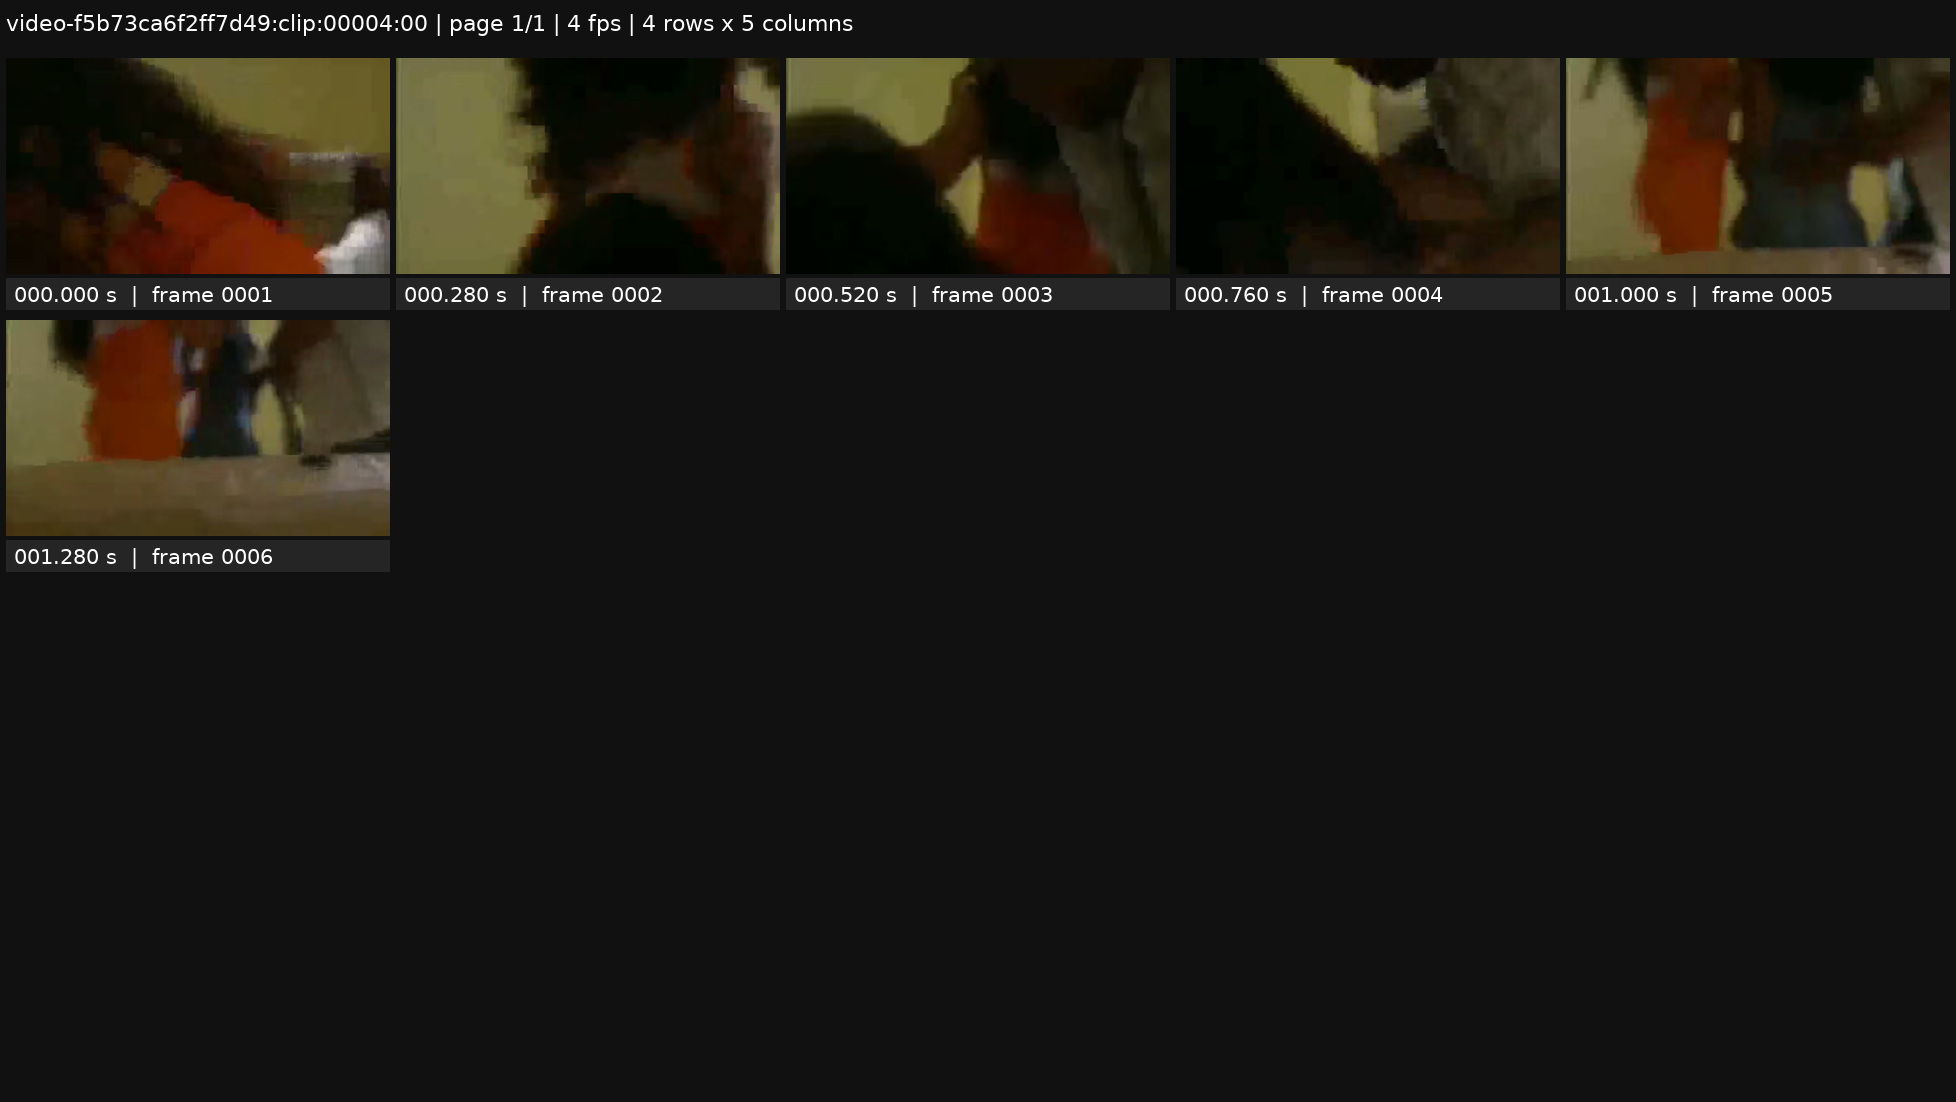 video-f5b73ca6f2ff7d49:clip:00004:00 | page 1/1 | 4 fps | 4 rows x 5 columns
000.000 s | frame 0001
000.280 s | frame 0002
000.520 s | frame 0003
000.760 s | frame 0004
001.000 s | frame 0005
001.280 s | frame 0006